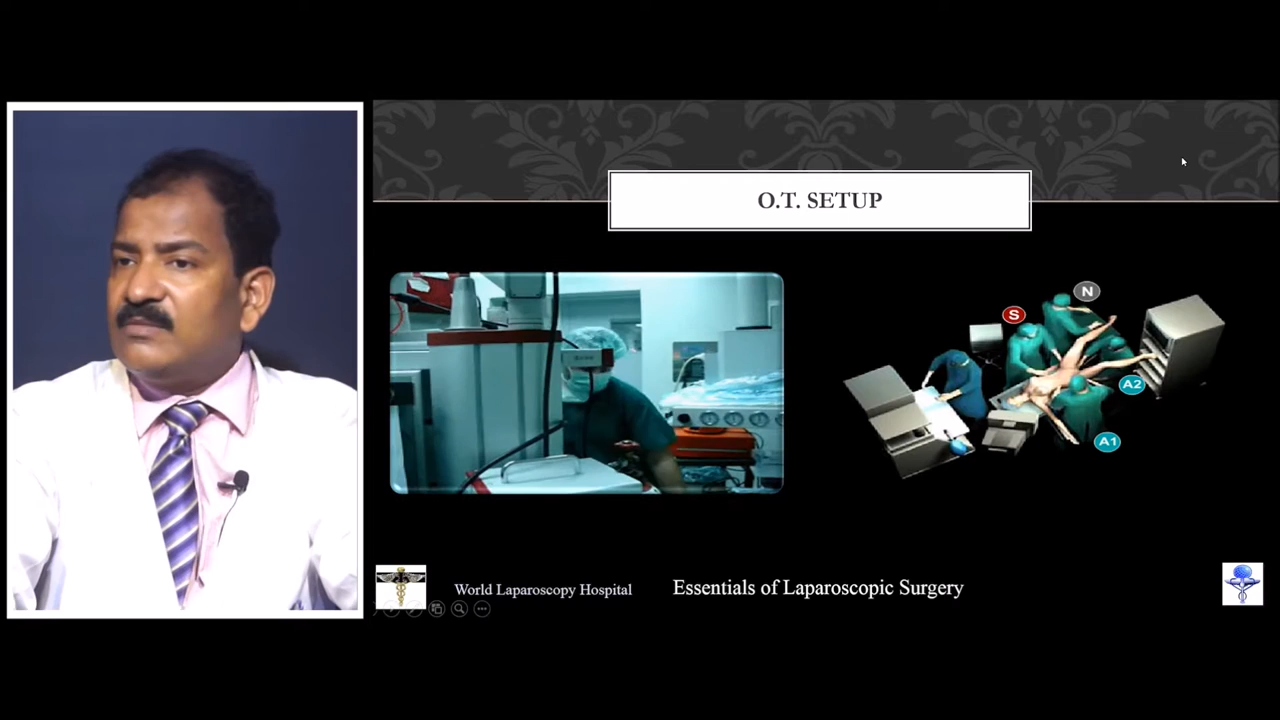 O.T. SETUP
N
S
A2
A1
World Laparoscopy Hospital
Essentials of Laparoscopic Surgery